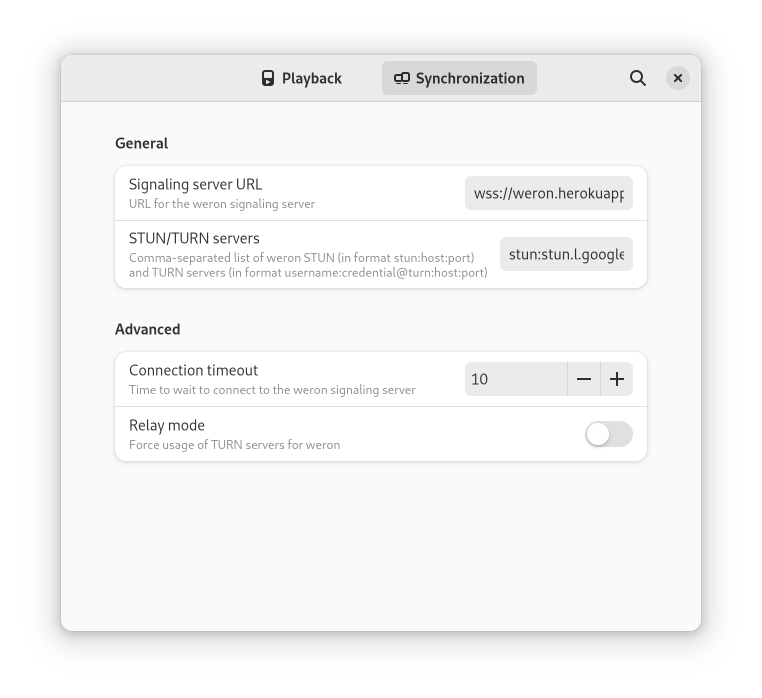 Playback
Synchronization
General
Signaling server URL
URL for the weron signaling server
wss://weron.herokuapp
STUN/TURN servers
Comma-separated list of weron STUN (in format stun:host:port)
and TURN servers (in format username:credential@turn:host:port)
stun:stun.l.google
Advanced
Connection timeout
Time to wait to connect to the weron signaling server
10
Relay mode
Force usage of TURN servers for weron